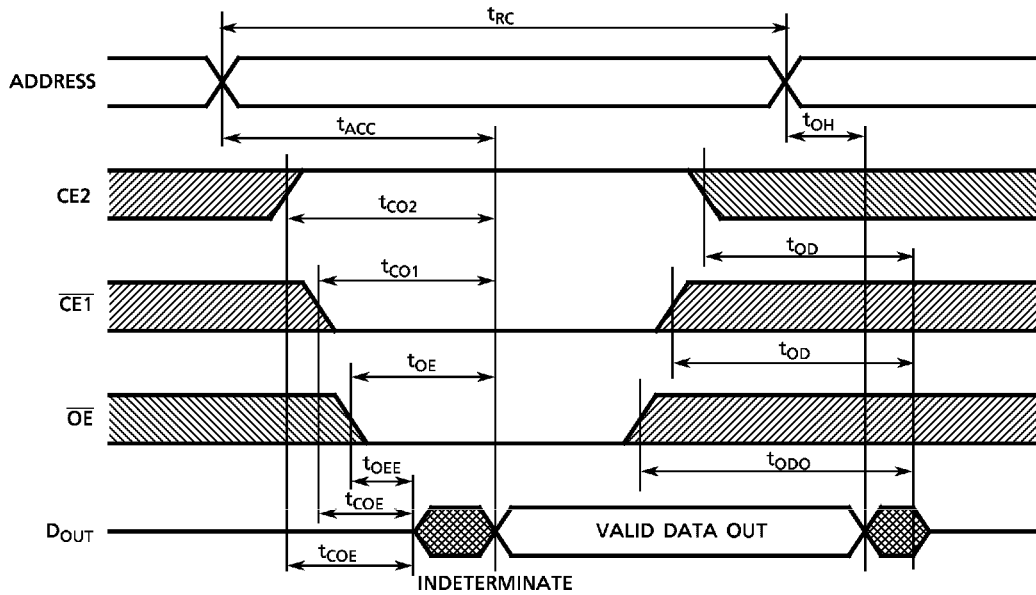 tRC
ADDRESS
tACC
tOH
CE2
tCO2
tOD
CE1
tCO1
tOD
tOE
OE
tOEE
tODO
tCOE
DOUT
VALID DATA OUT
tCOE
INDETERMINATE